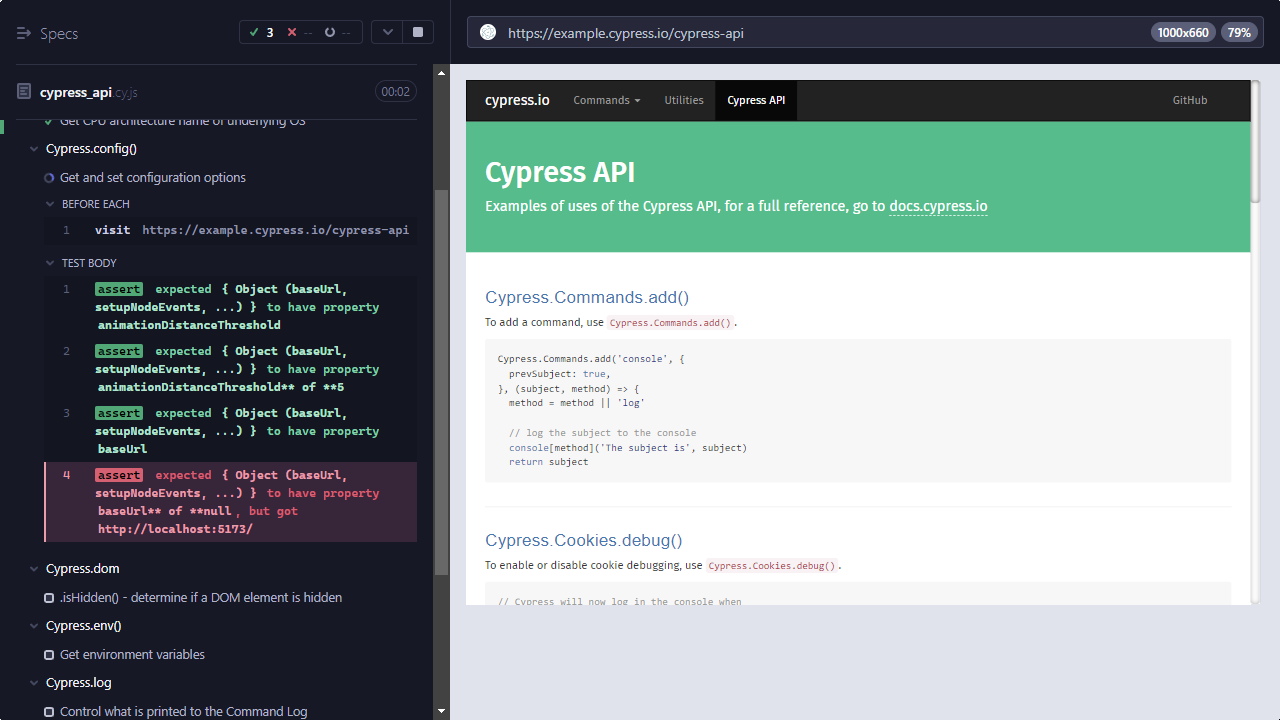 Specs
3
--
--
cypress_api.cy.js
00:02
Get CPU architecture name of underlying OS
Cypress.config()
Get and set configuration options
BEFORE EACH
1 visit https://example.cypress.io/cypress-api
TEST BODY
1 assert expected { Object (baseUrl,
setupNodeEvents, ...) } to have property
animationDistanceThreshold
2 assert expected { Object (baseUrl,
setupNodeEvents, ...) } to have property
animationDistanceThreshold** of **5
3 assert expected { Object (baseUrl,
setupNodeEvents, ...) } to have property
baseUrl
4 assert expected { Object (baseUrl,
setupNodeEvents, ...) } to have property
baseUrl** of **null, but got
http://localhost:5173/
Cypress.dom
.isHidden() - determine if a DOM element is hidden
Cypress.env()
Get environment variables
Cypress.log
Control what is printed to the Command Log
https://example.cypress.io/cypress-api
1000x660 79%
cypress.io Commands Utilities Cypress API GitHub
Cypress API
Examples of uses of the Cypress API, for a full reference, go to docs.cypress.io
Cypress.Commands.add()
To add a command, use Cypress.Commands.add().
Cypress.Commands.add('console', {
prevSubject: true,
}, (subject, method) => {
method = method || 'log'
// log the subject to the console
console[method]('The subject is', subject)
return subject
Cypress.Cookies.debug()
To enable or disable cookie debugging, use Cypress.Cookies.debug().
// Cypress will now log in the console when